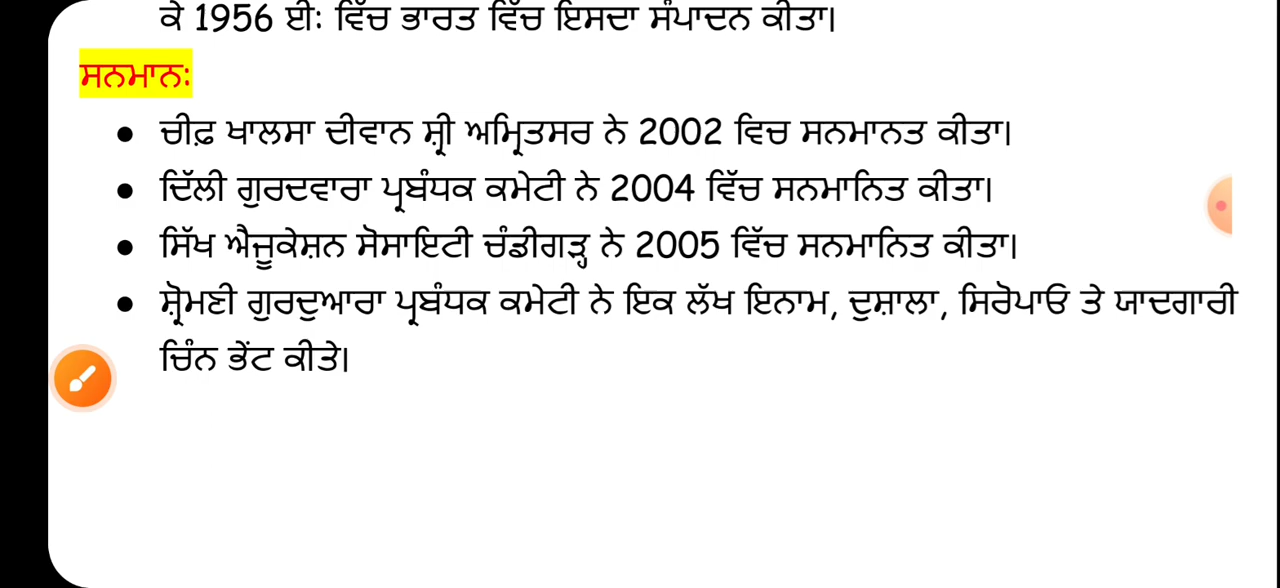 ਕੇ 1956 ਈ: ਵਿੱਚ ਭਾਰਤ ਵਿੱਚ ਇਸਦਾ ਸੰਪਾਦਨ ਕੀਤਾ।
ਸਨਮਾਨ:
● ਚੀਫ਼ ਖਾਲਸਾ ਦੀਵਾਨ ਸ਼੍ਰੀ ਅਮ੍ਰਿਤਸਰ ਨੇ 2002 ਵਿਚ ਸਨਮਾਨਤ ਕੀਤਾ।
● ਦਿੱਲੀ ਗੁਰਦਵਾਰਾ ਪ੍ਰਬੰਧਕ ਕਮੇਟੀ ਨੇ 2004 ਵਿੱਚ ਸਨਮਾਨਿਤ ਕੀਤਾ।
● ਸਿੱਖ ਐਜੂਕੇਸ਼ਨ ਸੋਸਾਇਟੀ ਚੰਡੀਗੜ੍ਹ ਨੇ 2005 ਵਿੱਚ ਸਨਮਾਨਿਤ ਕੀਤਾ।
● ਸ਼੍ਰੋਮਣੀ ਗੁਰਦੁਆਰਾ ਪ੍ਰਬੰਧਕ ਕਮੇਟੀ ਨੇ ਇਕ ਲੱਖ ਇਨਾਮ, ਦੁਸ਼ਾਲਾ, ਸਿਰੋਪਾਓ ਤੇ ਯਾਦਗਾਰੀ
ਚਿੰਨ ਭੇਂਟ ਕੀਤੇ।